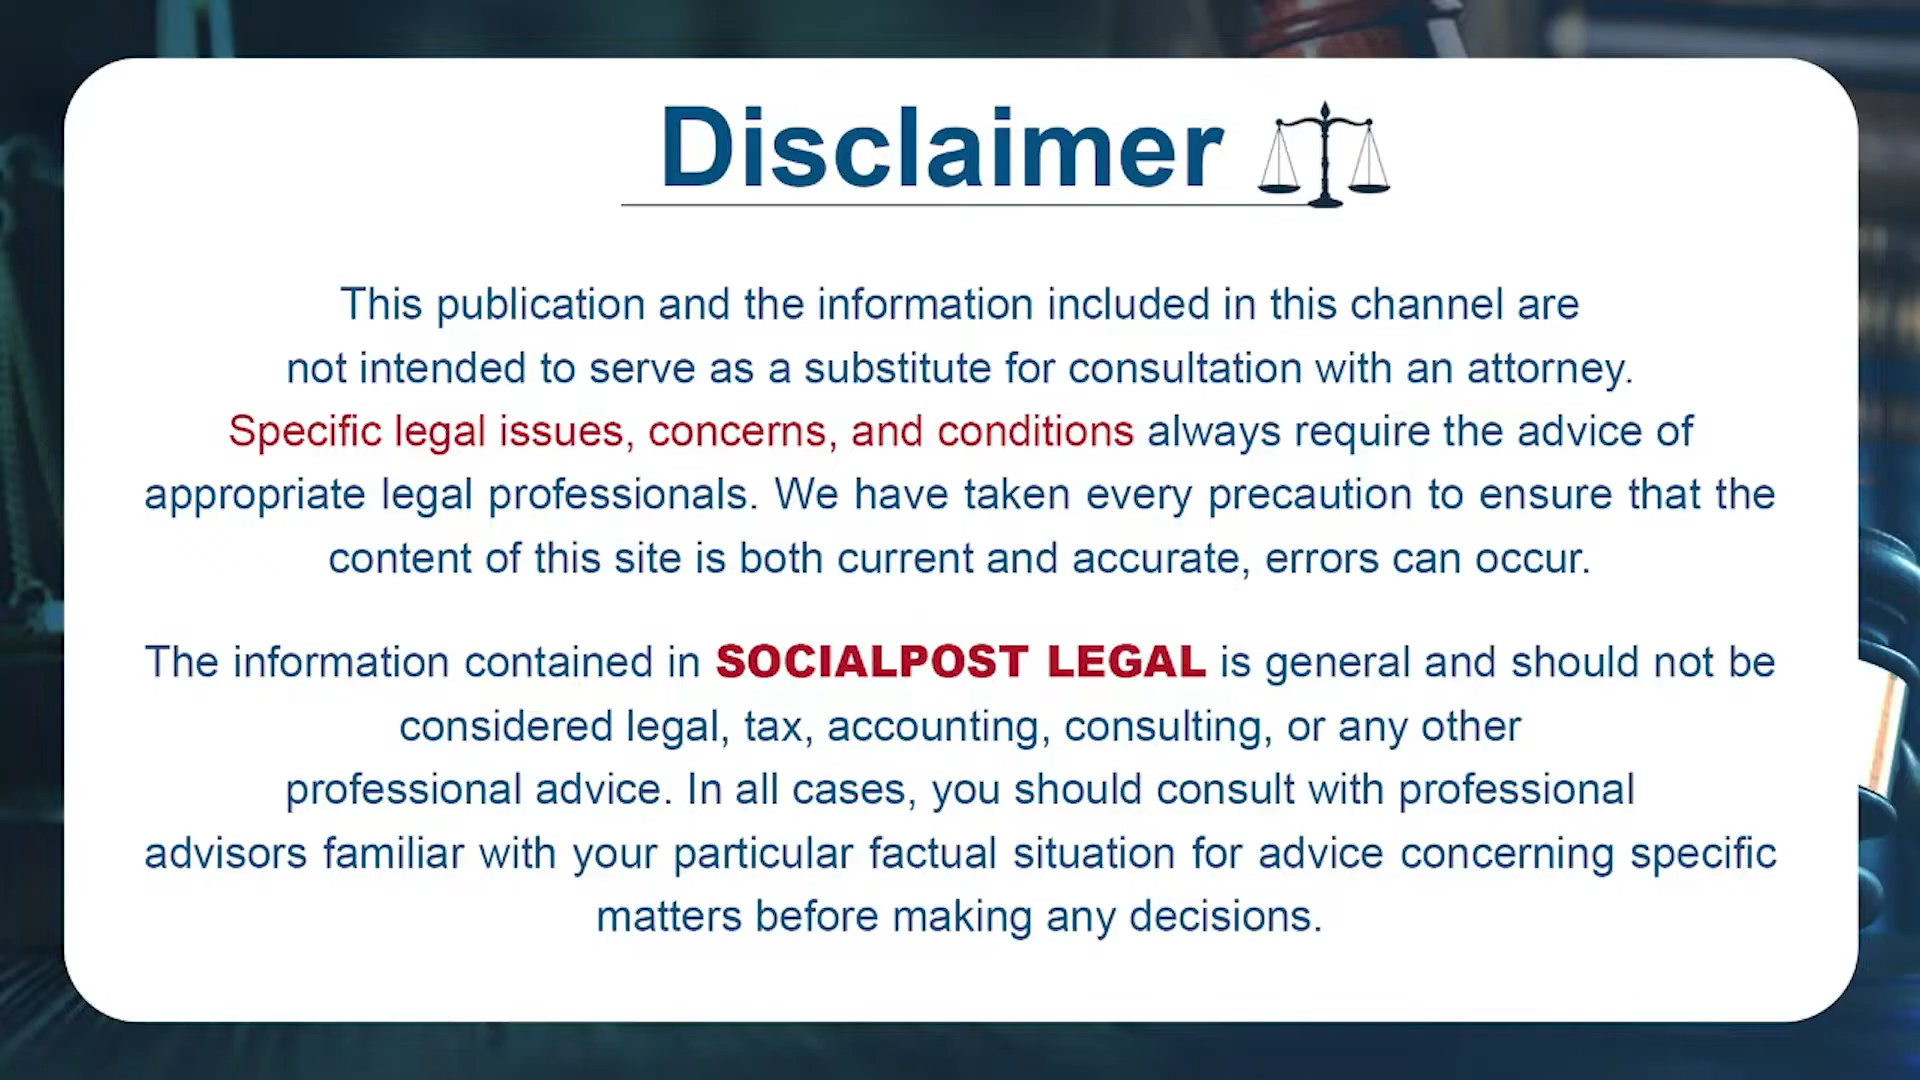 Disclaimer
This publication and the information included in this channel are
not intended to serve as a substitute for consultation with an attorney.
Specific legal issues, concerns, and conditions always require the advice of
appropriate legal professionals. We have taken every precaution to ensure that the
content of this site is both current and accurate, errors can occur.
The information contained in SOCIALPOST LEGAL is general and should not be
considered legal, tax, accounting, consulting, or any other
professional advice. In all cases, you should consult with professional
advisors familiar with your particular factual situation for advice concerning specific
matters before making any decisions.